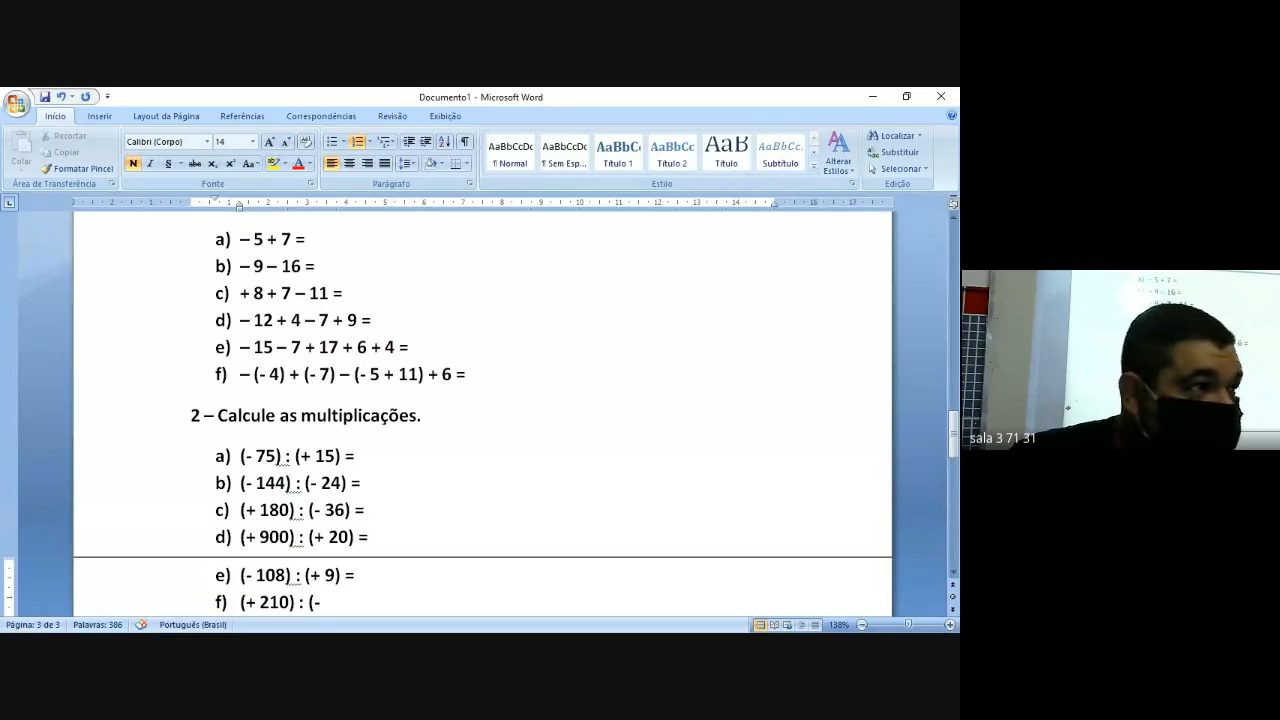 Documento1 - Microsoft Word
Início Inserir Layout da Página Referências Correspondências Revisão Exibição
Colar
Recortar
Copiar
Formatar Pincel
Área de Transferência
Calibri (Corpo) 14
Fonte
Parágrafo
AaBbCcDc AaBbCcDc AaBbC AaBbCc AaB AaBbCc.
¶ Normal ¶ Sem Esp... Título 1 Título 2 Título Subtítulo
Alterar Estilos
Estilo
Localizar
Substituir
Selecionar
Edição
a) – 5 + 7 =
b) – 9 – 16 =
c) + 8 + 7 – 11 =
d) – 12 + 4 – 7 + 9 =
e) – 15 – 7 + 17 + 6 + 4 =
f) – (- 4) + (- 7) – (- 5 + 11) + 6 =
2 – Calcule as multiplicações.
a) (- 75) : (+ 15) =
b) (- 144) : (- 24) =
c) (+ 180) : (- 36) =
d) (+ 900) : (+ 20) =
e) (- 108) : (+ 9) =
f) (+ 210) : (-
Página: 3 de 3 Palavras: 386 Português (Brasil) 138%
a) – 5 + 7 =
– 9 – 16 =
sala 3 71 31